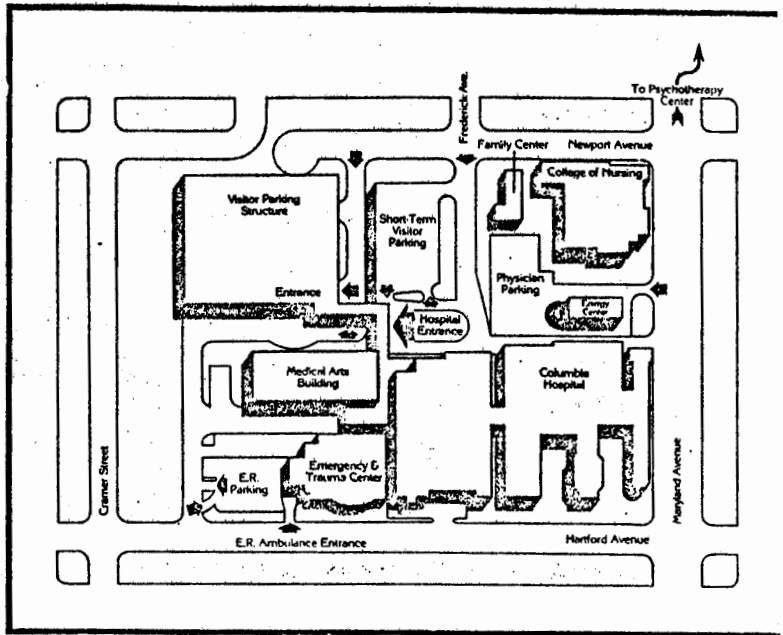 To Psychotherapy
Center
Frederick Ave.
Family Center
Newport Avenue
College of Nursing
Visitor Parking
Structure
Short-Term
Visitor
Parking
Physician
Parking
Entrance
Energy
Center
Hospital
Entrance
Medical Arts
Building
Columbia
Hospital
E.R.
Parking
Emergency &
Trauma Center
Cramer Street
Maryland Avenue
E.R. Ambulance Entrance
Hartford Avenue